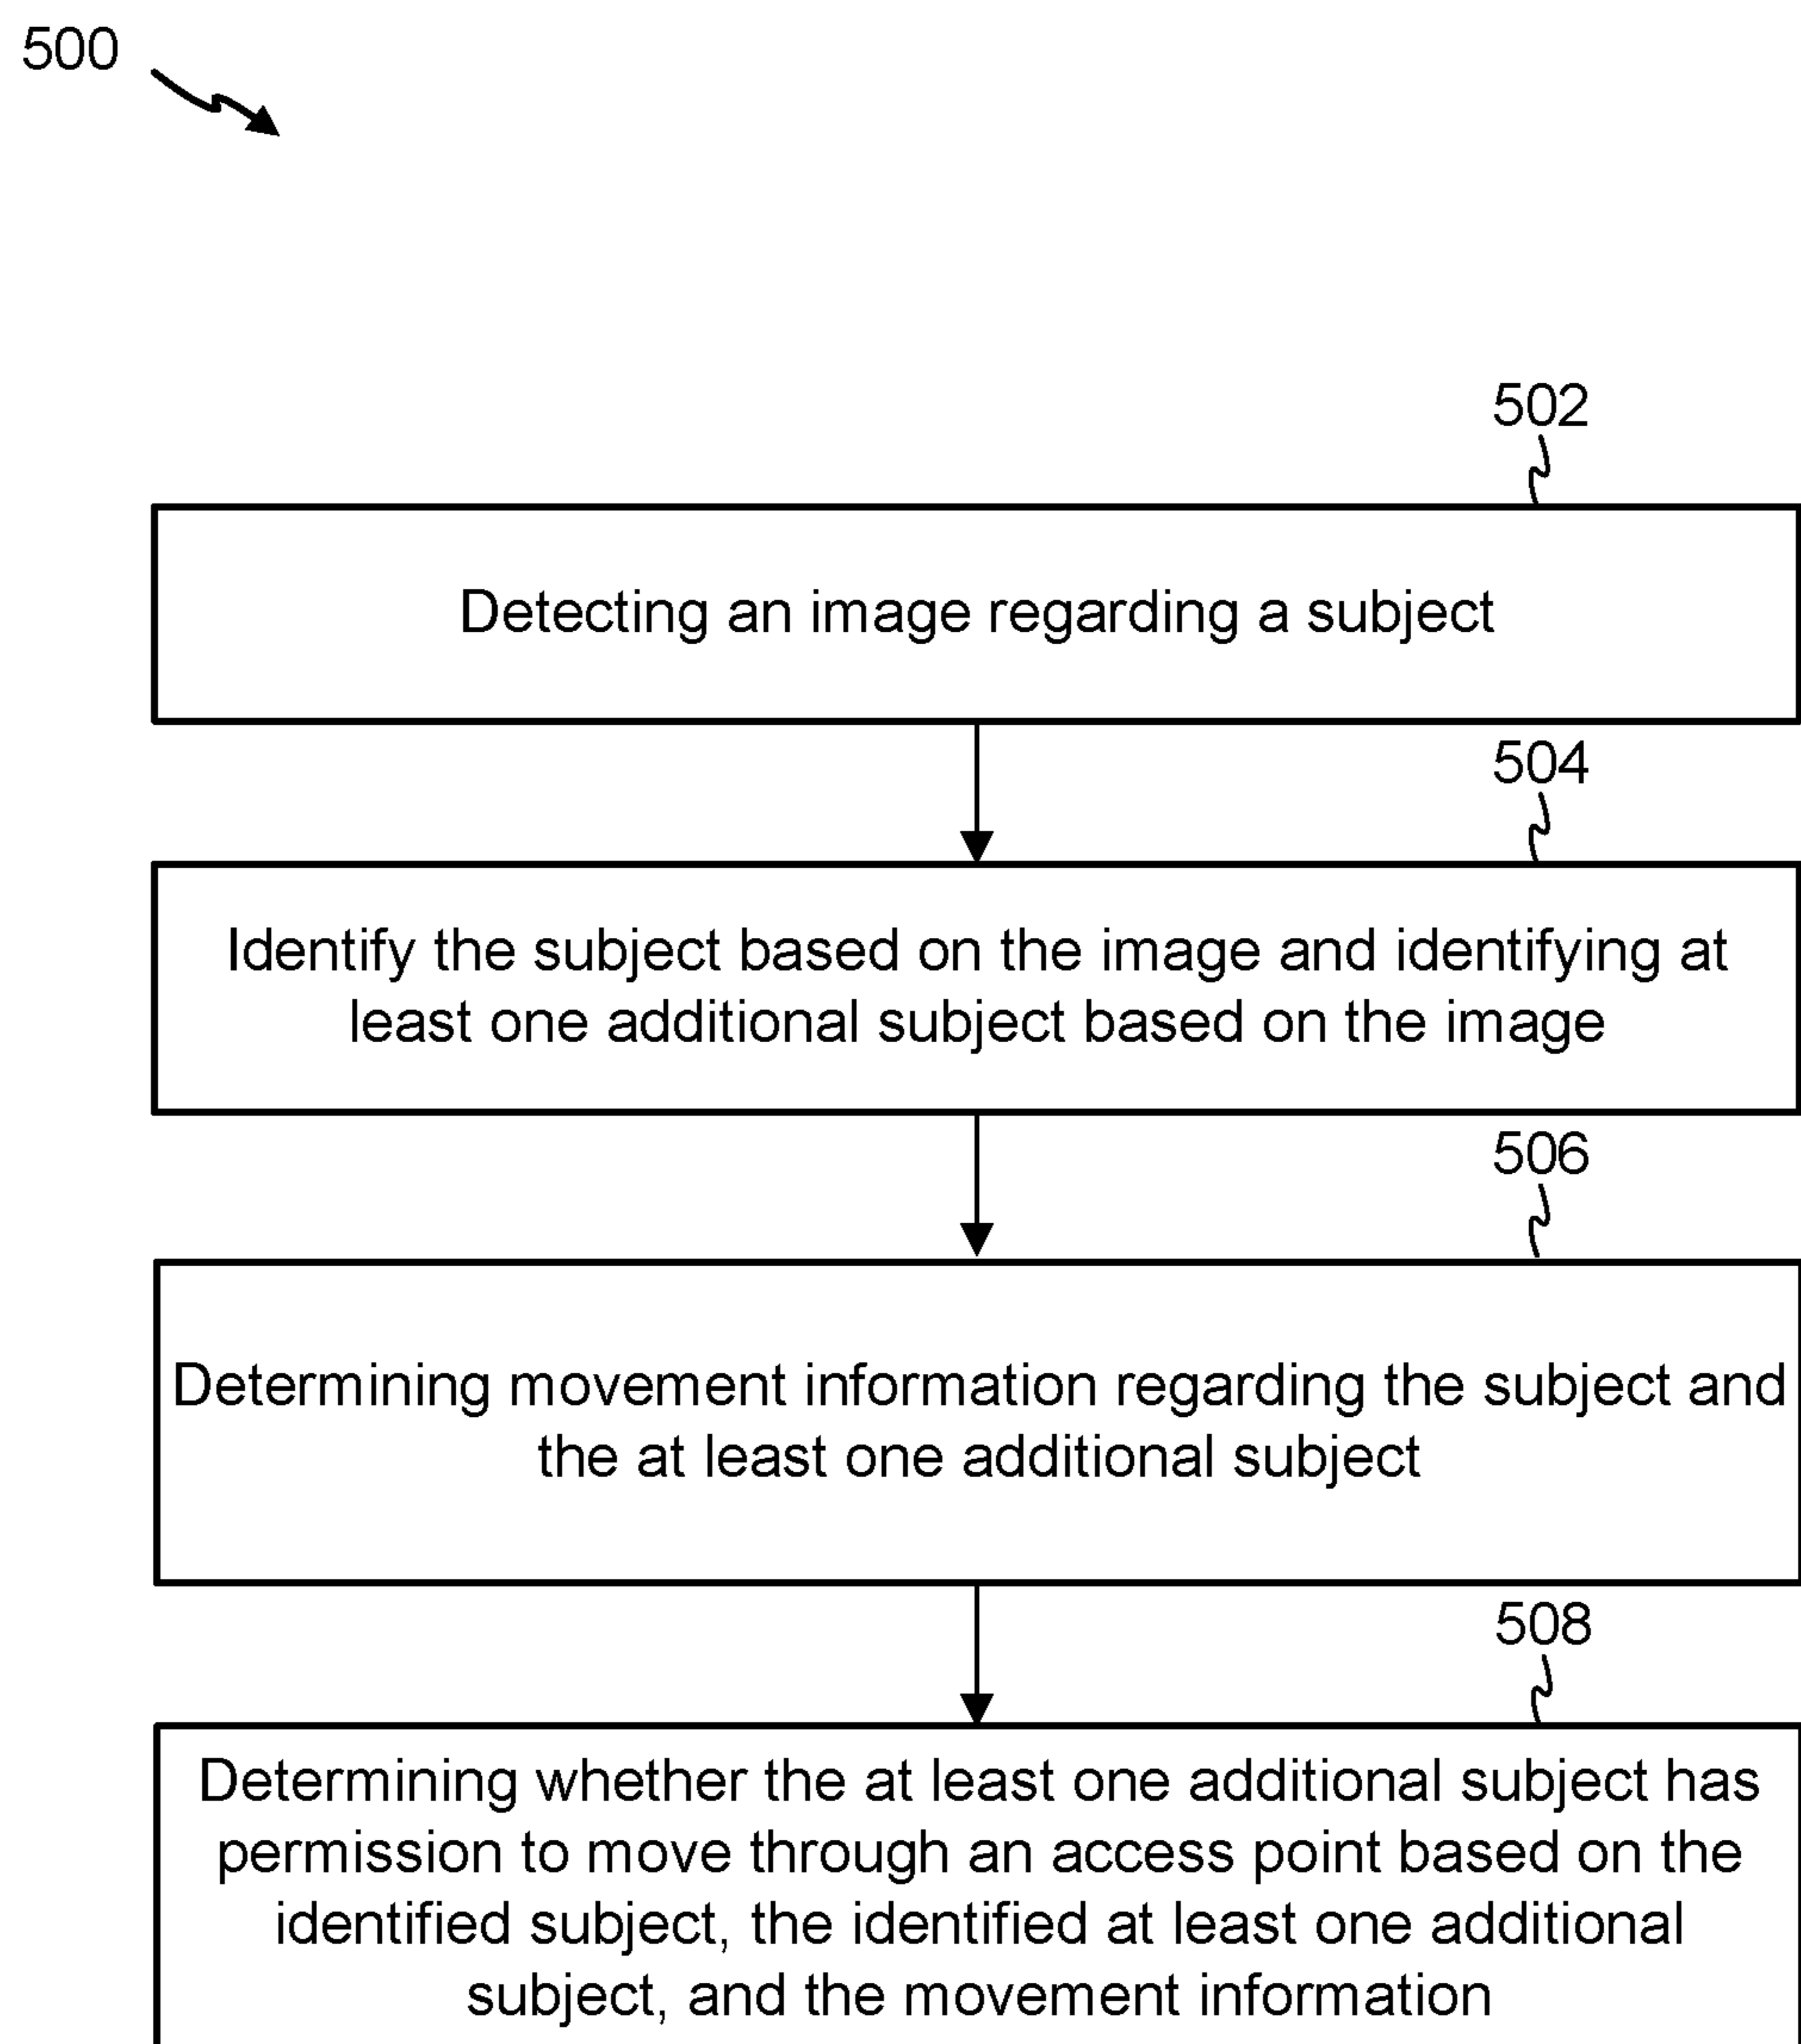 500
502
Detecting an image regarding a subject
504
Identify the subject based on the image and identifying at
least one additional subject based on the image
506
Determining movement information regarding the subject and
the at least one additional subject
508
Determining whether the at least one additional subject has
permission to move through an access point based on the
identified subject, the identified at least one additional
subject, and the movement information